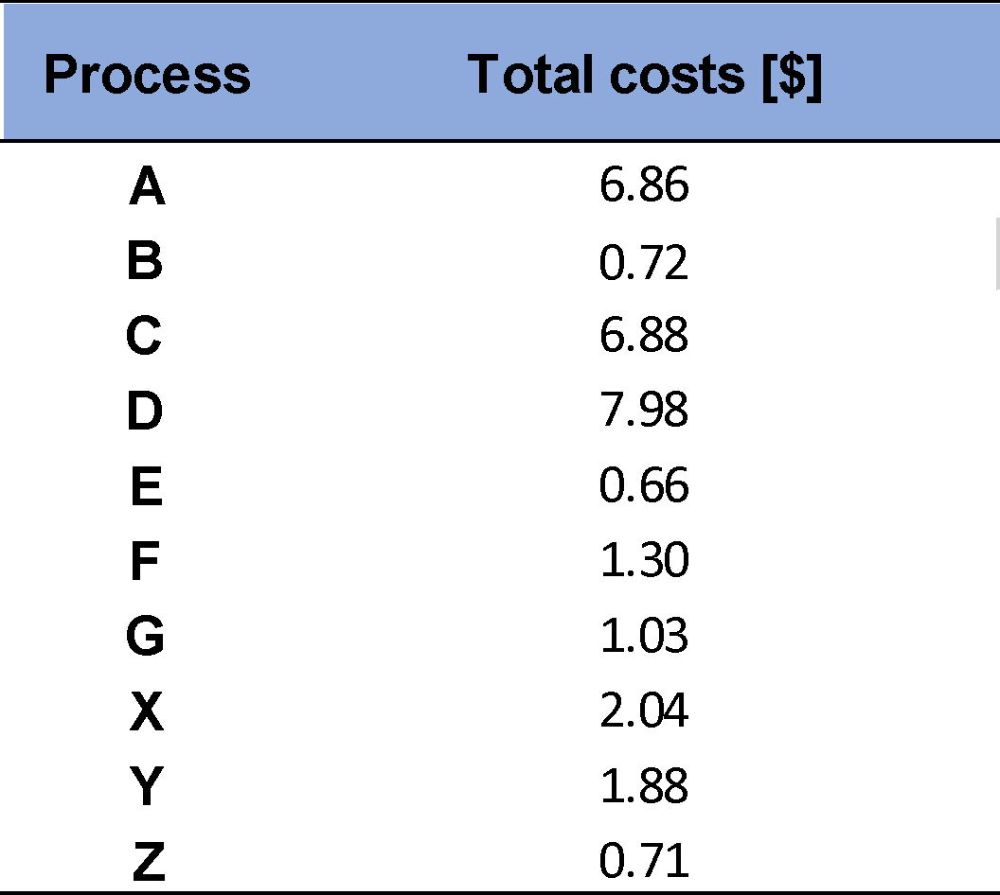 Process Total costs [$]
A 6.86
B 0.72
C 6.88
D 7.98
E 0.66
F 1.30
G 1.03
X 2.04
Y 1.88
Z 0.71